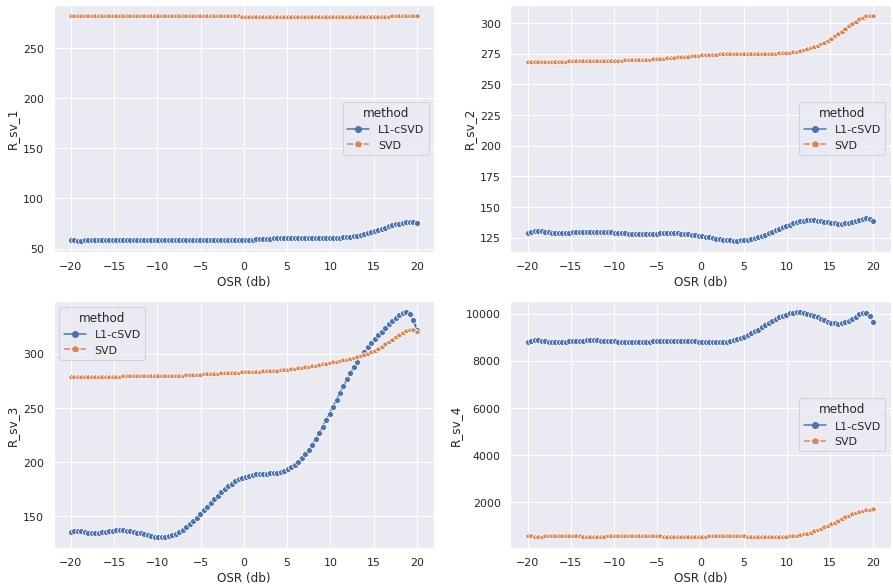 250
200
150
100
50
R_sv_1
method
L1-cSVD
SVD
−20 −15 −10 −5 0 5 10 15 20
OSR (db)
300
275
250
225
200
175
150
125
R_sv_2
method
L1-cSVD
SVD
−20 −15 −10 −5 0 5 10 15 20
OSR (db)
300
250
200
150
R_sv_3
method
L1-cSVD
SVD
−20 −15 −10 −5 0 5 10 15 20
OSR (db)
10000
8000
6000
4000
2000
R_sv_4
method
L1-cSVD
SVD
−20 −15 −10 −5 0 5 10 15 20
OSR (db)